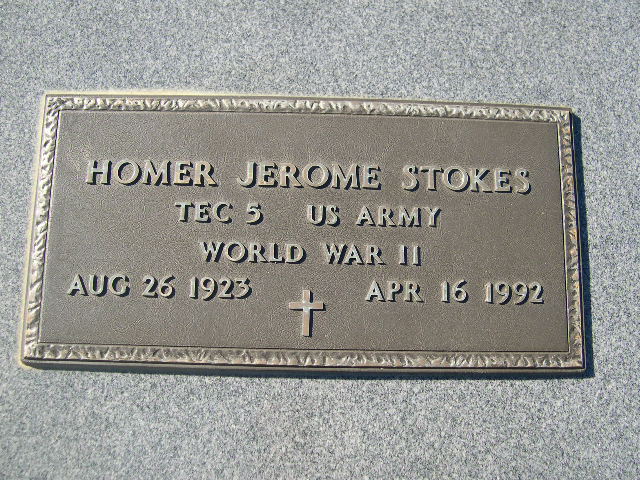 HOMER JEROME STOKES
TEC 5 US ARMY
WORLD WAR II
AUG 26 1923 APR 16 1992